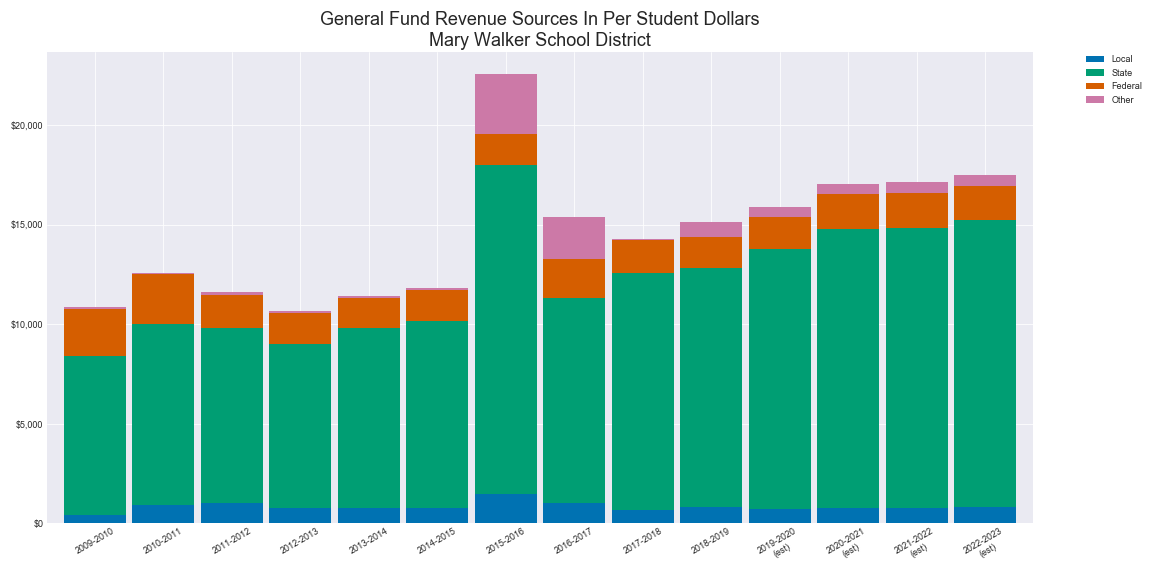 General Fund Revenue Sources In Per Student Dollars
Mary Walker School District
Local
State
Federal
Other
$20,000
$15,000
$10,000
$5,000
$0
2009-2010
2010-2011
2011-2012
2012-2013
2013-2014
2014-2015
2015-2016
2016-2017
2017-2018
2018-2019
2019-2020
(est)
2020-2021
(est)
2021-2022
(est)
2022-2023
(est)